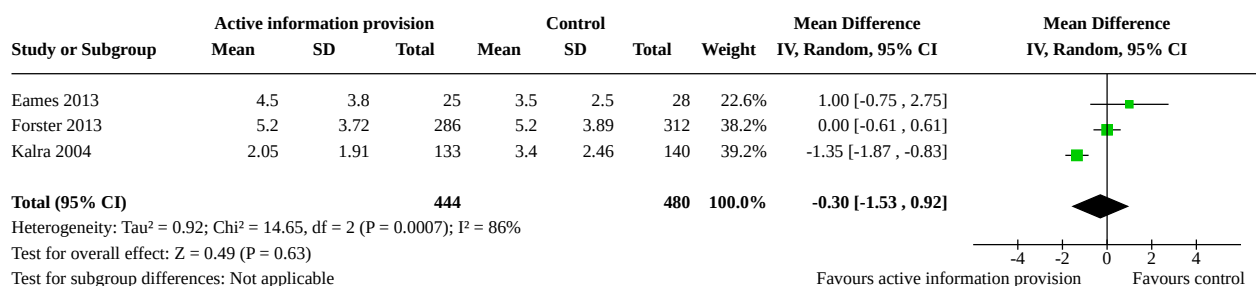 Active information provision Control Mean Difference Mean Difference
Study or Subgroup Mean SD Total Mean SD Total Weight IV, Random, 95% CI IV, Random, 95% CI
Eames 2013 4.5 3.8 25 3.5 2.5 28 22.6% 1.00 [-0.75 , 2.75]
Forster 2013 5.2 3.72 286 5.2 3.89 312 38.2% 0.00 [-0.61 , 0.61]
Kalra 2004 2.05 1.91 133 3.4 2.46 140 39.2% -1.35 [-1.87 , -0.83]
Total (95% CI) 444 480 100.0% -0.30 [-1.53 , 0.92]
Heterogeneity: Tau² = 0.92; Chi² = 14.65, df = 2 (P = 0.0007); I² = 86%
Test for overall effect: Z = 0.49 (P = 0.63) -4 -2 0 2 4
Test for subgroup differences: Not applicable Favours active information provision Favours control